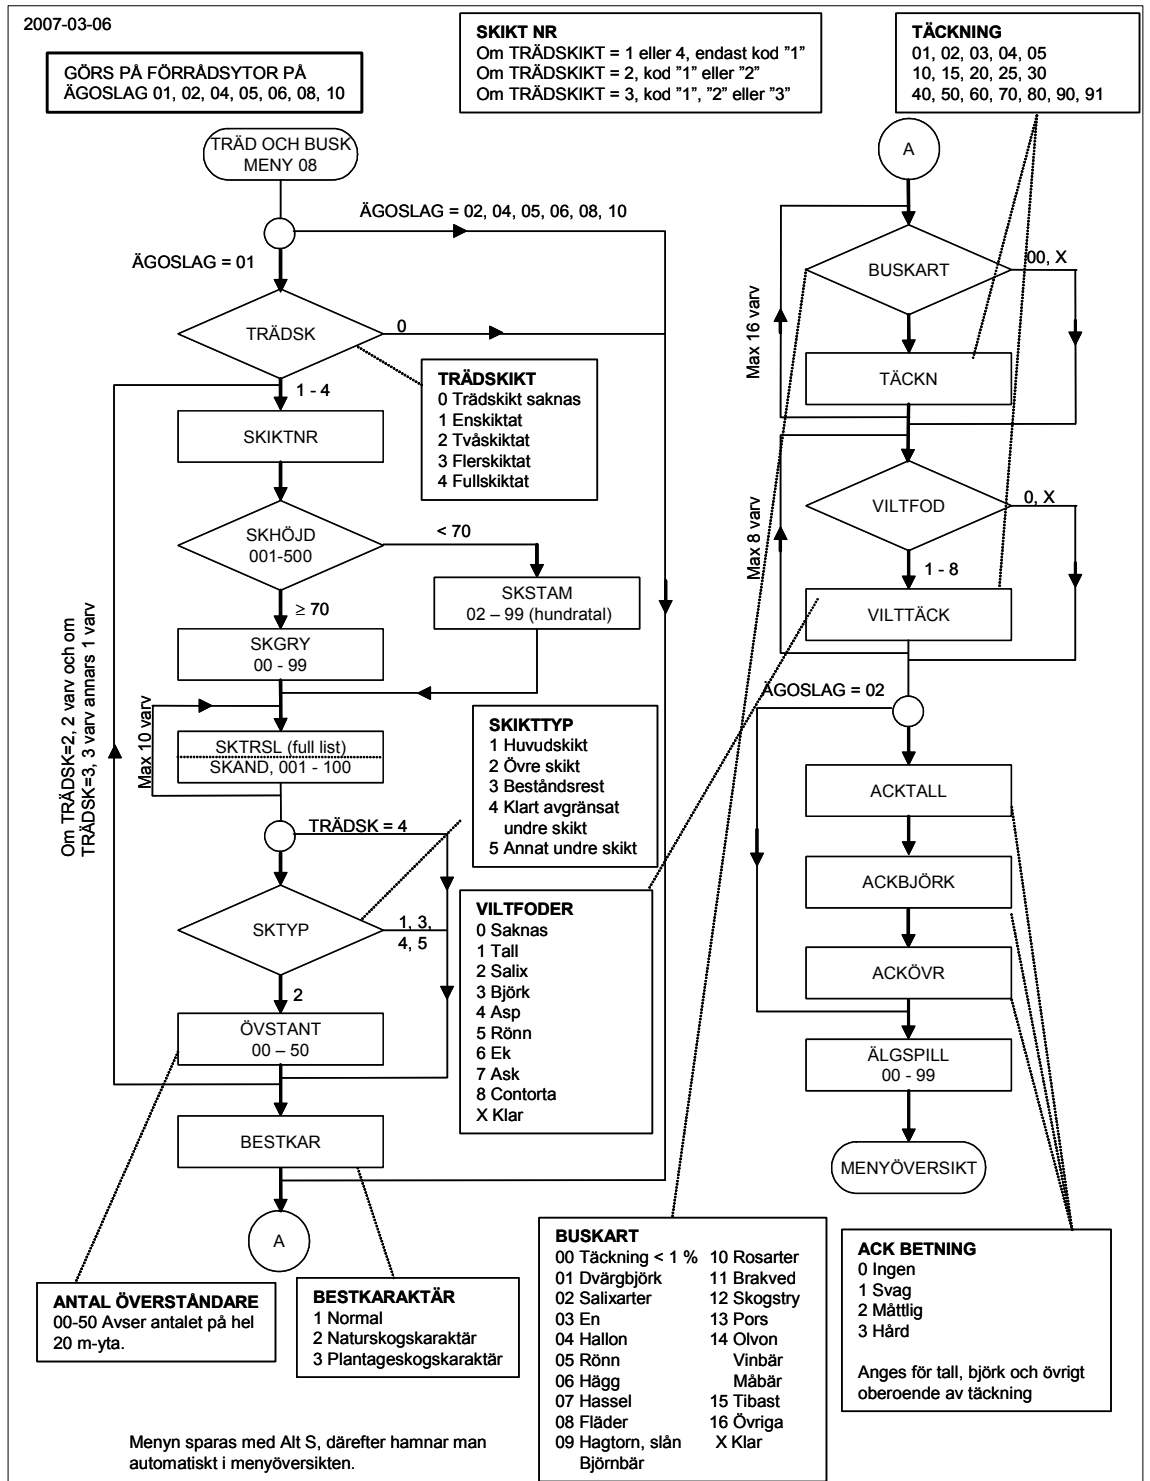 2007-03-06
GÖRS PÅ FÖRRÅDSYTOR PÅ
ÄGOSLAG 01, 02, 04, 05, 06, 08, 10
SKIKT NR
Om TRÄDSKIKT = 1 eller 4, endast kod ”1”
Om TRÄDSKIKT = 2, kod ”1” eller ”2”
Om TRÄDSKIKT = 3, kod ”1”, ”2” eller ”3”
TÄCKNING
01, 02, 03, 04, 05
10, 15, 20, 25, 30
40, 50, 60, 70, 80, 90, 91
TRÄD OCH BUSK
MENY 08
ÄGOSLAG = 02, 04, 05, 06, 08, 10
ÄGOSLAG = 01
TRÄDSK
0
1 - 4
TRÄDSKIKT
0 Trädskikt saknas
1 Enskiktat
2 Tvåskiktat
3 Flerskiktat
4 Fullskiktat
SKIKTNR
SKHÖJD
001-500
< 70
≥ 70
SKSTAM
02 – 99 (hundratal)
SKGRY
00 - 99
Om TRÄDSK=2, 2 varv och om
TRÄDSK=3, 3 varv annars 1 varv
Max 10 varv
SKTRSL (full list)
SKAND, 001 - 100
SKIKTTYP
1 Huvudskikt
2 Övre skikt
3 Beståndsrest
4 Klart avgränsat
undre skikt
5 Annat undre skikt
TRÄDSK = 4
SKTYP
1, 3,
4, 5
2
ÖVSTANT
00 – 50
VILTFODER
0 Saknas
1 Tall
2 Salix
3 Björk
4 Asp
5 Rönn
6 Ek
7 Ask
8 Contorta
X Klar
BESTKAR
A
ANTAL ÖVERSTÅNDARE
00-50 Avser antalet på hel
20 m-yta.
BESTKARAKTÄR
1 Normal
2 Naturskogskaraktär
3 Plantageskogskaraktär
Menyn sparas med Alt S, därefter hamnar man
automatiskt i menyöversikten.
A
BUSKART
00, X
Max 16 varv
TÄCKN
VILTFOD
0, X
Max 8 varv
1 - 8
VILTTÄCK
ÄGOSLAG = 02
ACKTALL
ACKBJÖRK
ACKÖVR
ÄLGSPILL
00 - 99
MENYÖVERSIKT
BUSKART
00 Täckning < 1 %
01 Dvärgbjörk
02 Salixarter
03 En
04 Hallon
05 Rönn
06 Hägg
07 Hassel
08 Fläder
09 Hagtorn, slån
Björnbär
10 Rosarter
11 Brakved
12 Skogstry
13 Pors
14 Olvon
Vinbär
Måbär
15 Tibast
16 Övriga
X Klar
ACK BETNING
0 Ingen
1 Svag
2 Måttlig
3 Hård
Anges för tall, björk och övrigt
oberoende av täckning